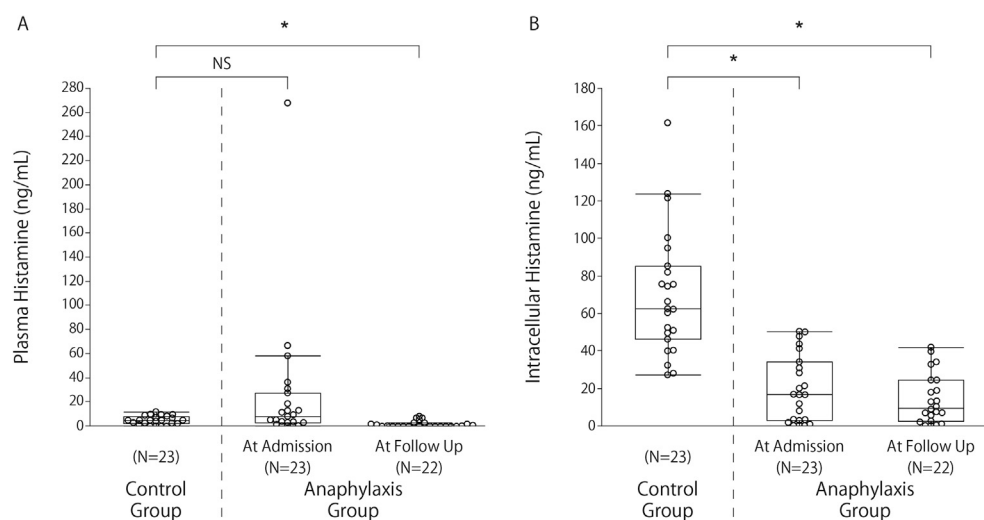 A
*
NS
Plasma Histamine (ng/mL)
280
260
240
220
200
180
160
140
120
100
80
60
40
20
0
(N=23)
Control
Group
At Admission
(N=23)
At Follow Up
(N=22)
Anaphylaxis
Group
B
*
*
Intracellular Histamine (ng/mL)
180
160
140
120
100
80
60
40
20
0
(N=23)
Control
Group
At Admission
(N=23)
At Follow Up
(N=22)
Anaphylaxis
Group